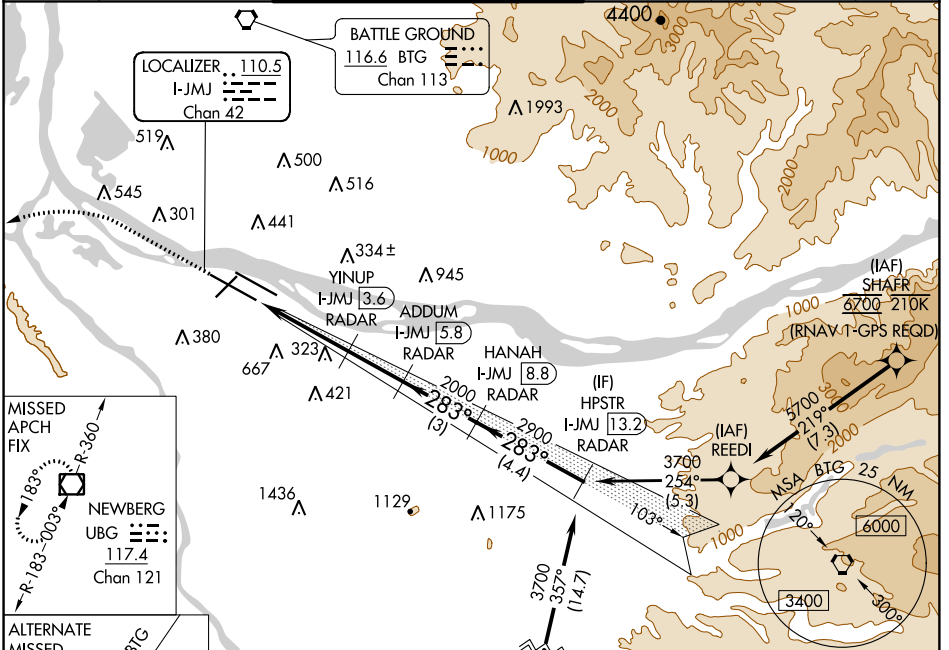 4400
3000
BATTLE GROUND
116.6 BTG
Chan 113
LOCALIZER 110.5
I-JMJ
Chan 42
2000
1993
1000
519
500
516
545
301
441
2000
334±
945
YINUP
I-JMJ 3.6
RADAR
ADDUM
I-JMJ 5.8
RADAR
HANAH
I-JMJ 8.8
RADAR
(IF)
HPSTR
I-JMJ 13.2
RADAR
(IAF)
SHAFR
6700 210K
(RNAV 1-GPS REQD)
1000
3000
2000
380
667
323
421
2000
283°
(3)
2900
283°
(4.4)
5700
219°
(7.3)
(IAF)
REEDI
3700
254°
(5.3)
103°
1000
MISSED
APCH
FIX
R-360
183°
R-183-003°
NEWBERG
UBG
117.4
Chan 121
1436
1129
1175
3700
357°
(14.7)
MSA BTG 25 NM
120°
6000
3400
300°
ALTERNATE
MISSED
BTG